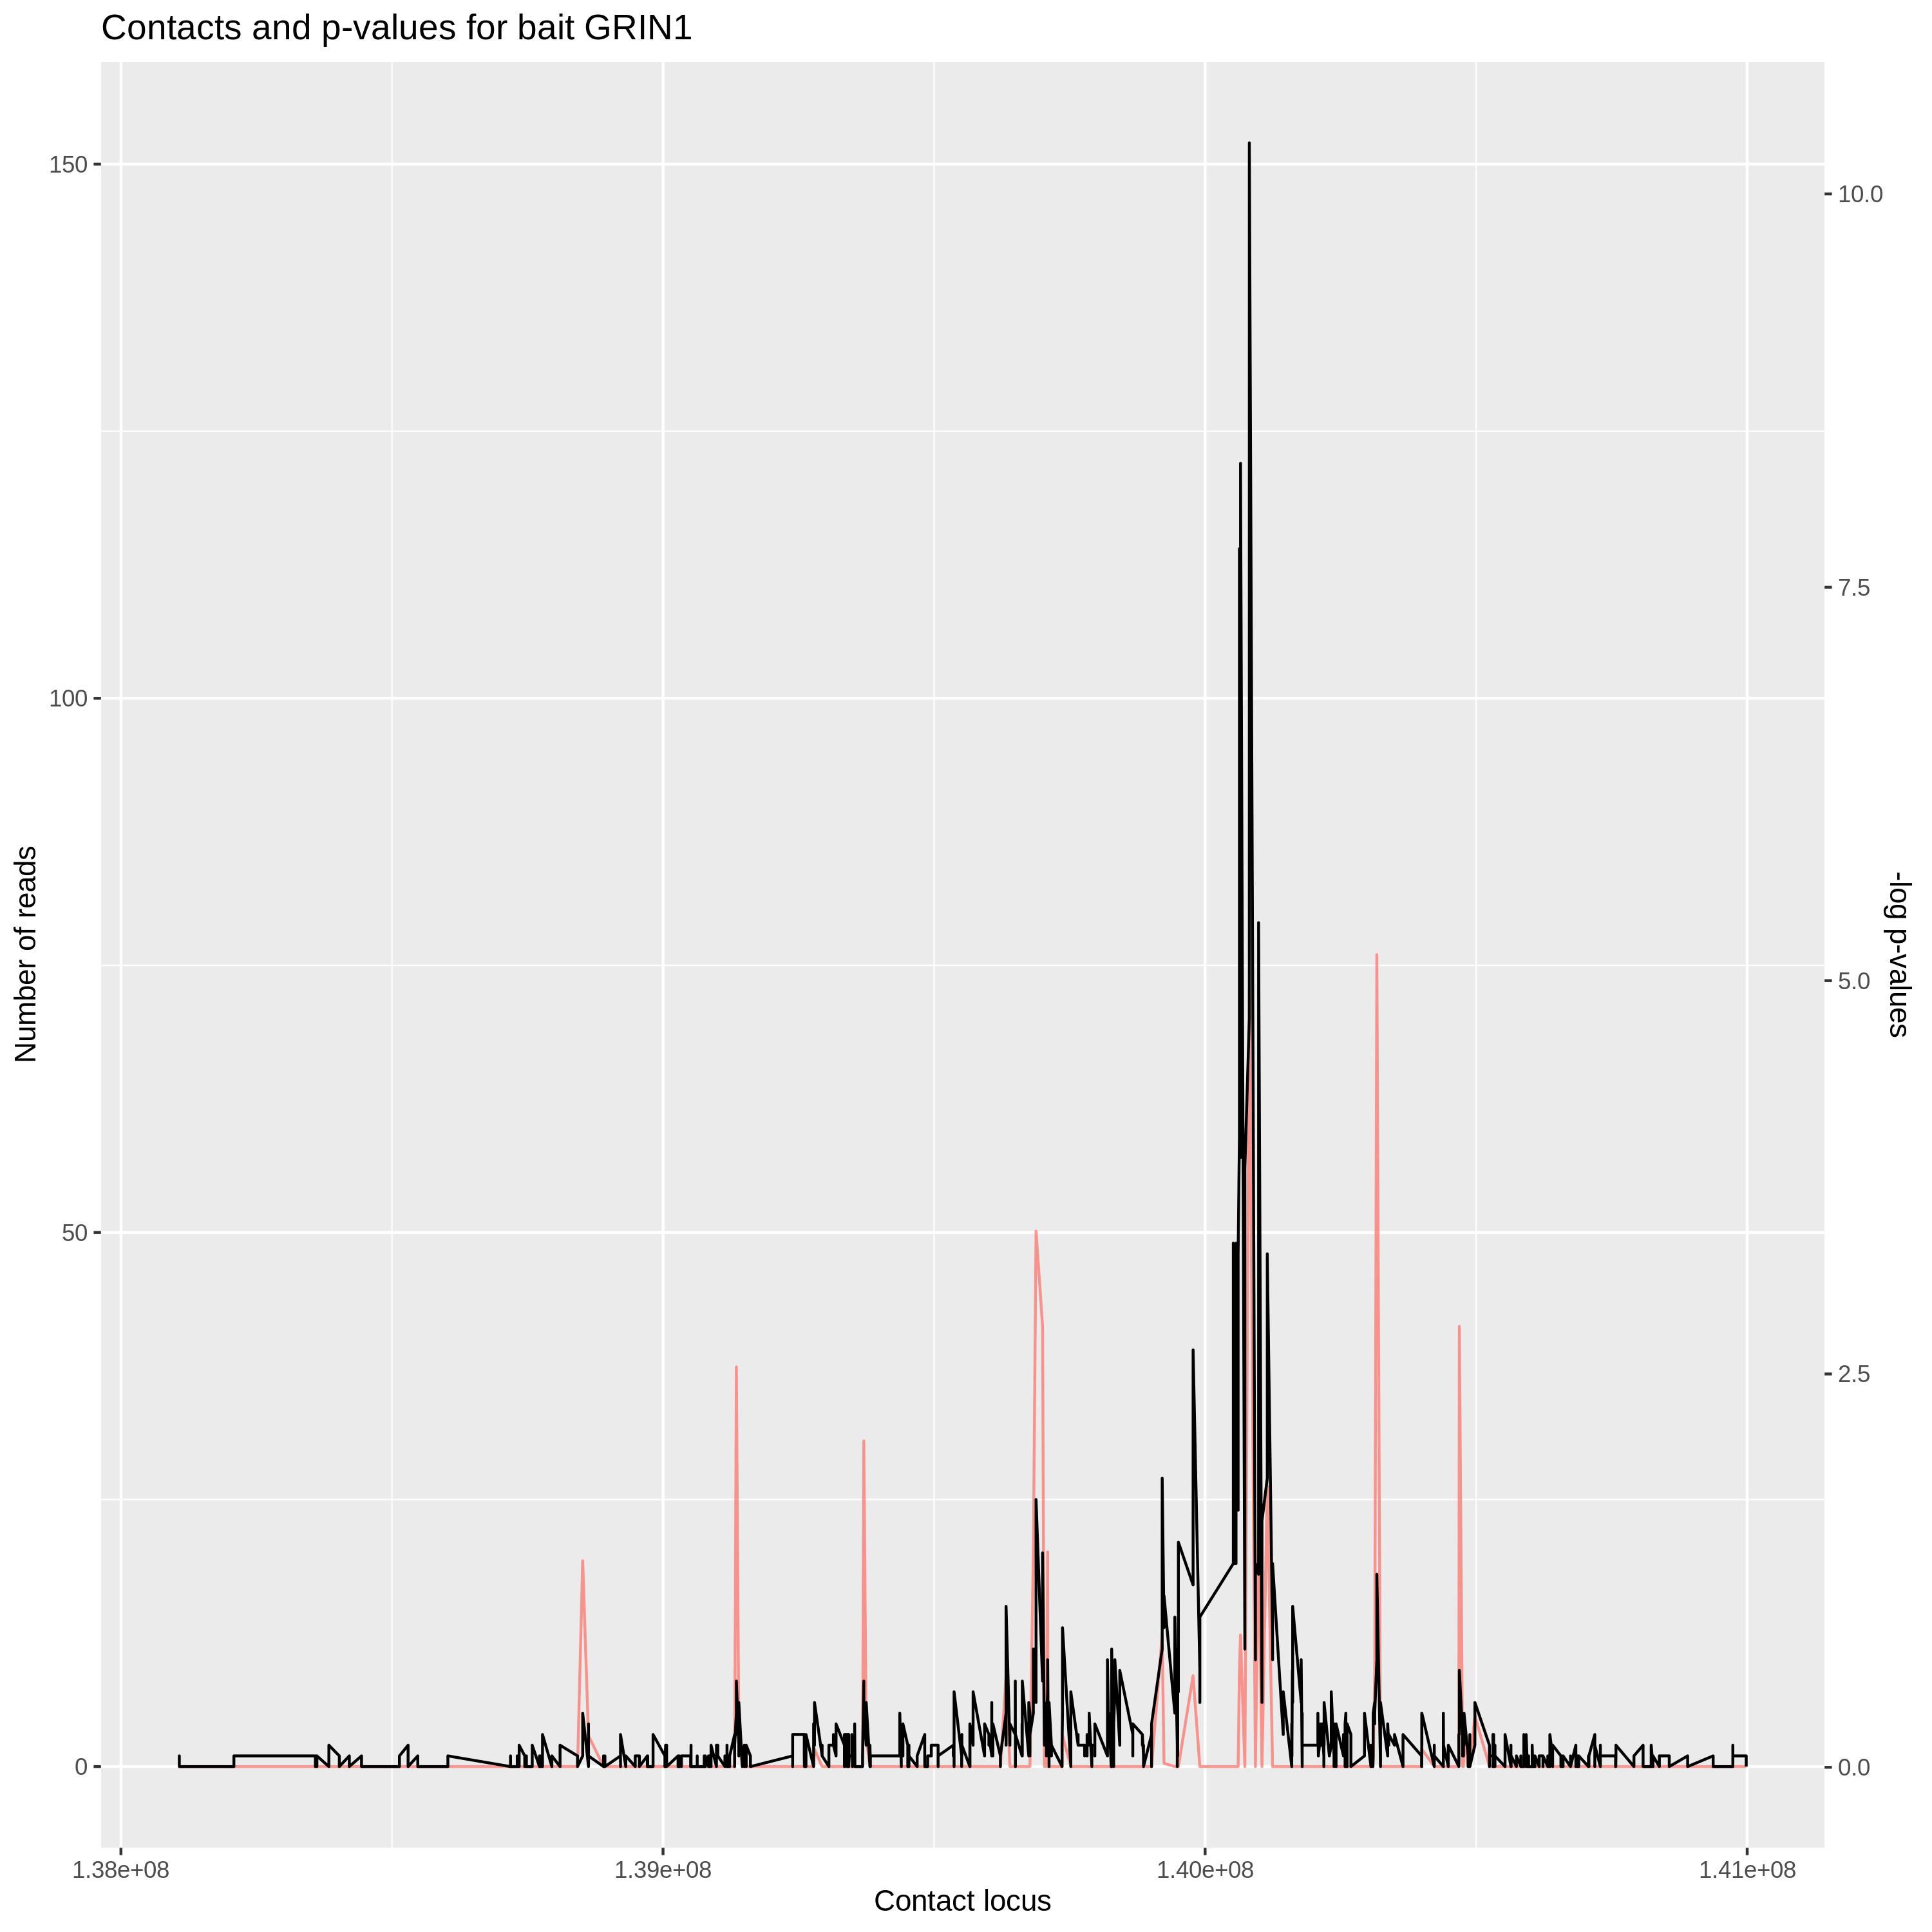 Contacts and p-values for bait GRIN1
150
100
50
0
Number of reads
10.0
7.5
5.0
2.5
0.0
-log p-values
1.38e+08 1.39e+08 1.40e+08 1.41e+08
Contact locus